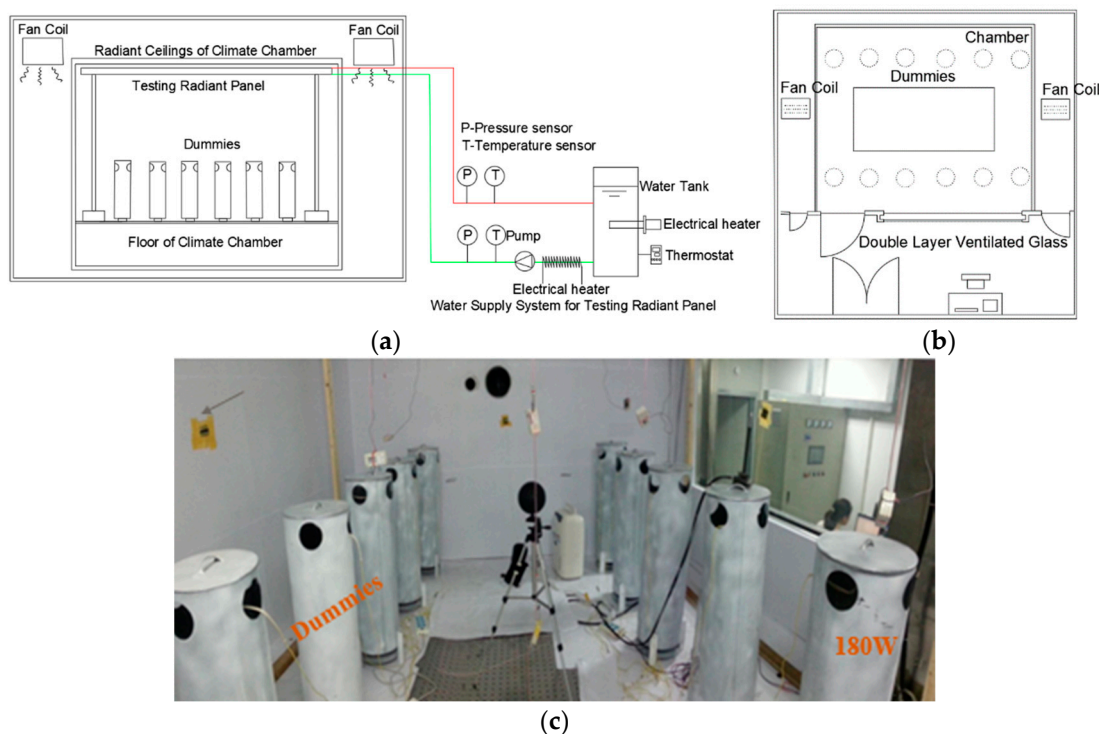 Fan Coil
Fan Coil
Radiant Ceilings of Climate Chamber
Testing Radiant Panel
Dummies
Floor of Climate Chamber
P-Pressure sensor
T-Temperature sensor
P
T
Water Tank
Electrical heater
P
T
Pump
Thermostat
Electrical heater
Water Supply System for Testing Radiant Panel
(a)
Chamber
Dummies
Fan Coil
Fan Coil
Double Layer Ventilated Glass
(b)
Dummies
180W
(c)